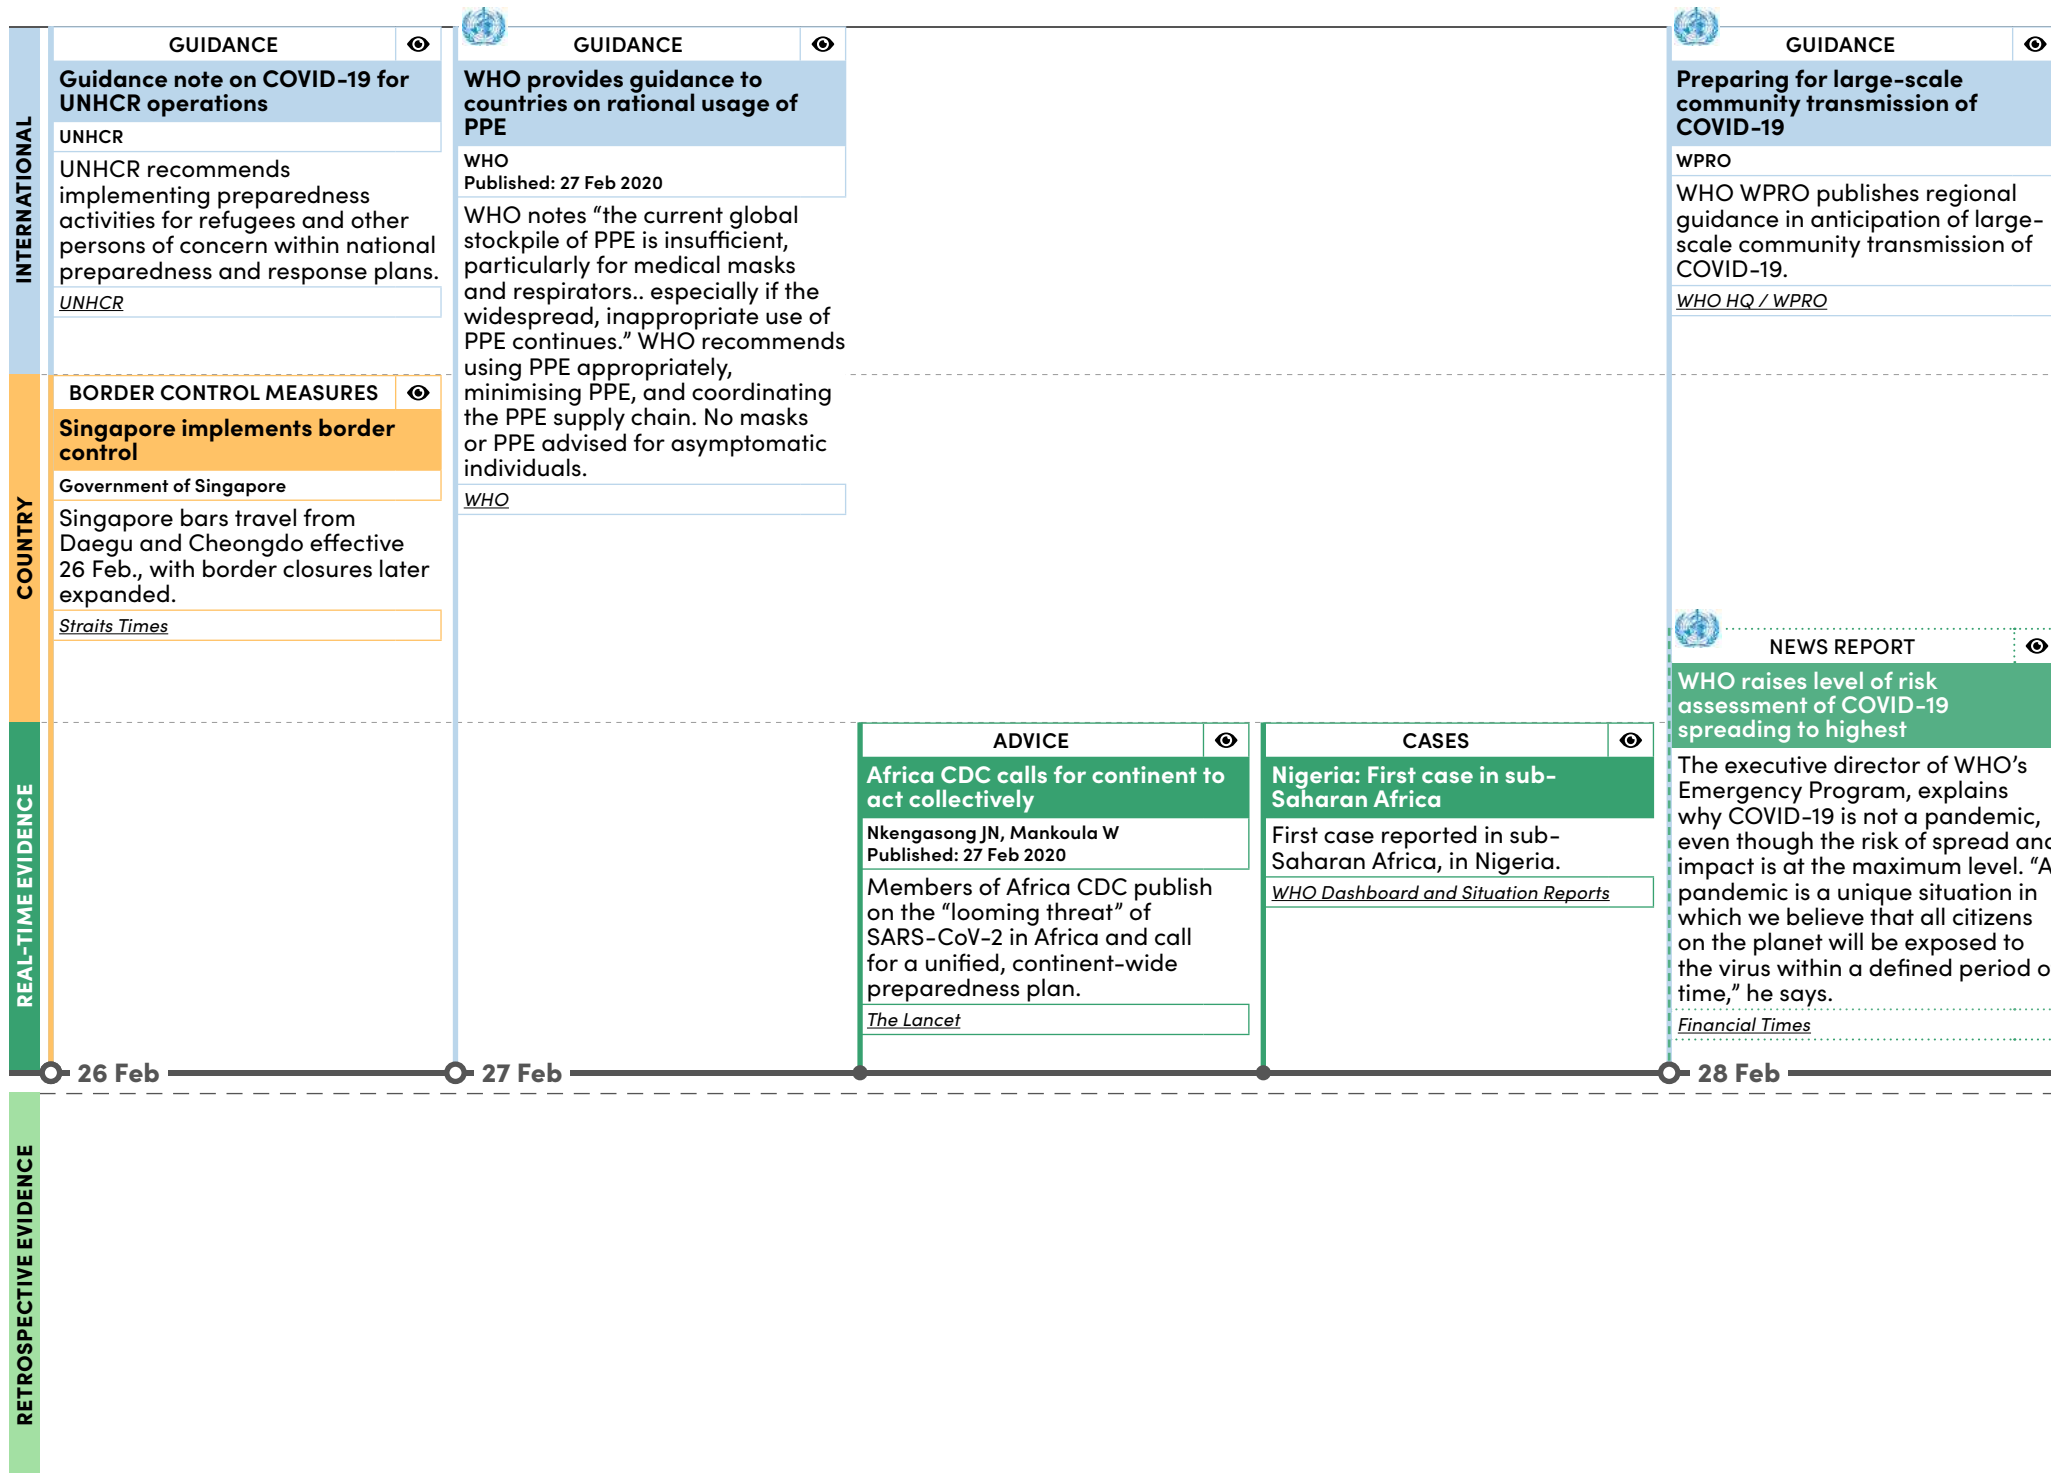 INTERNATIONAL
GUIDANCE
Guidance note on COVID-19 for
UNHCR operations
UNHCR
UNHCR recommends
implementing preparedness
activities for refugees and other
persons of concern within national
preparedness and response plans.
UNHCR
GUIDANCE
WHO provides guidance to
countries on rational usage of
PPE
WHO
Published: 27 Feb 2020
WHO notes “the current global
stockpile of PPE is insufficient,
particularly for medical masks
and respirators.. especially if the
widespread, inappropriate use of
PPE continues.” WHO recommends
using PPE appropriately,
minimising PPE, and coordinating
the PPE supply chain. No masks
or PPE advised for asymptomatic
individuals.
WHO
GUIDANCE
Preparing for large-scale
community transmission of
COVID-19
WPRO
WHO WPRO publishes regional
guidance in anticipation of large-
scale community transmission of
COVID-19.
WHO HQ / WPRO
COUNTRY
BORDER CONTROL MEASURES
Singapore implements border
control
Government of Singapore
Singapore bars travel from
Daegu and Cheongdo effective
26 Feb., with border closures later
expanded.
Straits Times
REAL-TIME EVIDENCE
ADVICE
Africa CDC calls for continent to
act collectively
Nkengasong JN, Mankoula W
Published: 27 Feb 2020
Members of Africa CDC publish
on the “looming threat” of
SARS-CoV-2 in Africa and call
for a unified, continent-wide
preparedness plan.
The Lancet
CASES
Nigeria: First case in sub-
Saharan Africa
First case reported in sub-
Saharan Africa, in Nigeria.
WHO Dashboard and Situation Reports
NEWS REPORT
WHO raises level of risk
assessment of COVID-19
spreading to highest
The executive director of WHO’s
Emergency Program, explains
why COVID-19 is not a pandemic,
even though the risk of spread and
impact is at the maximum level. “A
pandemic is a unique situation in
which we believe that all citizens
on the planet will be exposed to
the virus within a defined period o
time,” he says.
Financial Times
26 Feb
27 Feb
28 Feb
RETROSPECTIVE EVIDENCE